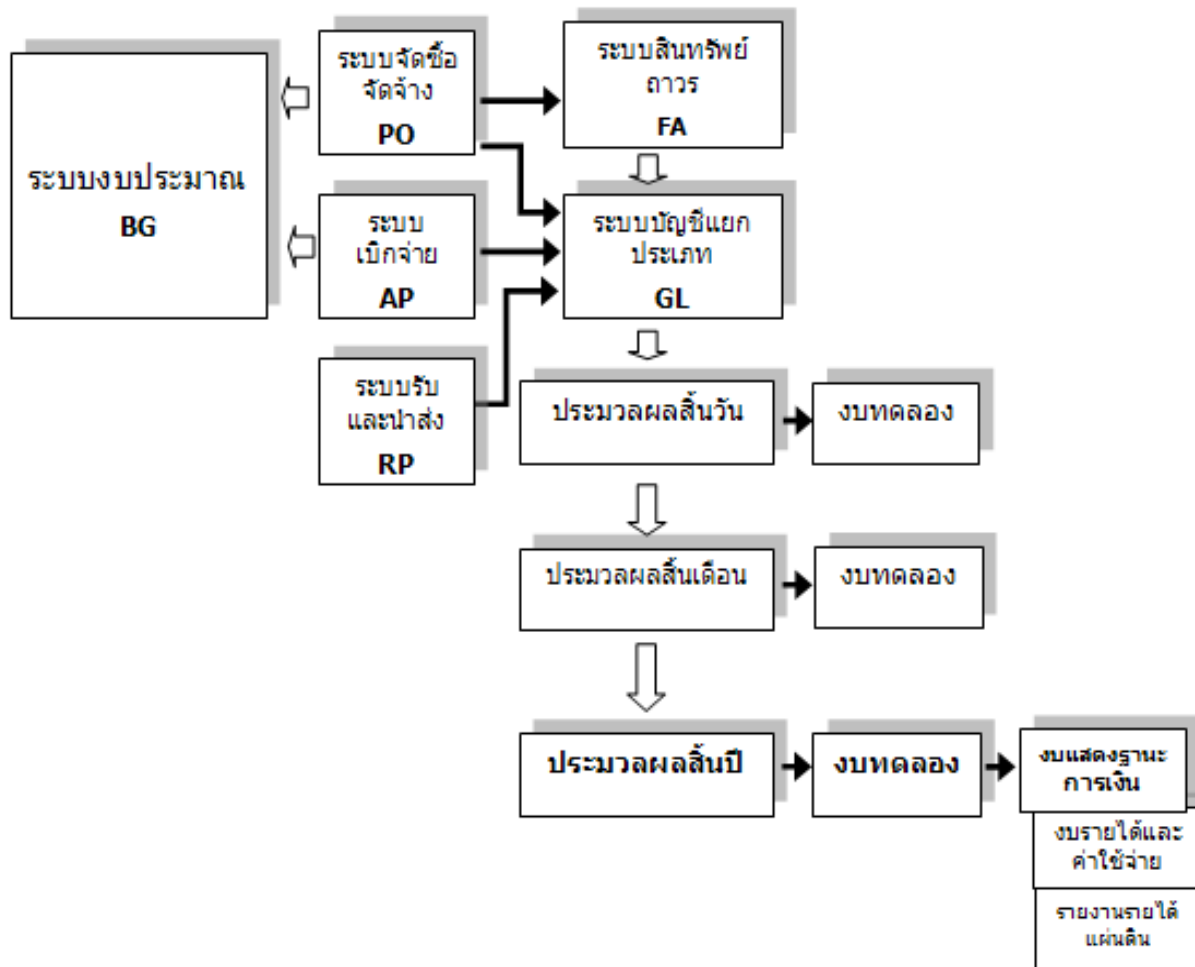 ระบบงบประมาณ
BG
ระบบจัดซื้อ
จัดจ้าง
PO
ระบบสินทรัพย์
ถาวร
FA
ระบบ
เบิกจ่าย
AP
ระบบบัญชีแยก
ประเภท
GL
ระบบรับ
และนำส่ง
RP
ประมวลผลสิ้นวัน
งบทดลอง
ประมวลผลสิ้นเดือน
งบทดลอง
ประมวลผลสิ้นปี
งบทดลอง
งบแสดงฐานะ
การเงิน
งบรายได้และ
ค่าใช้จ่าย
รายงานรายได้
แผ่นดิน